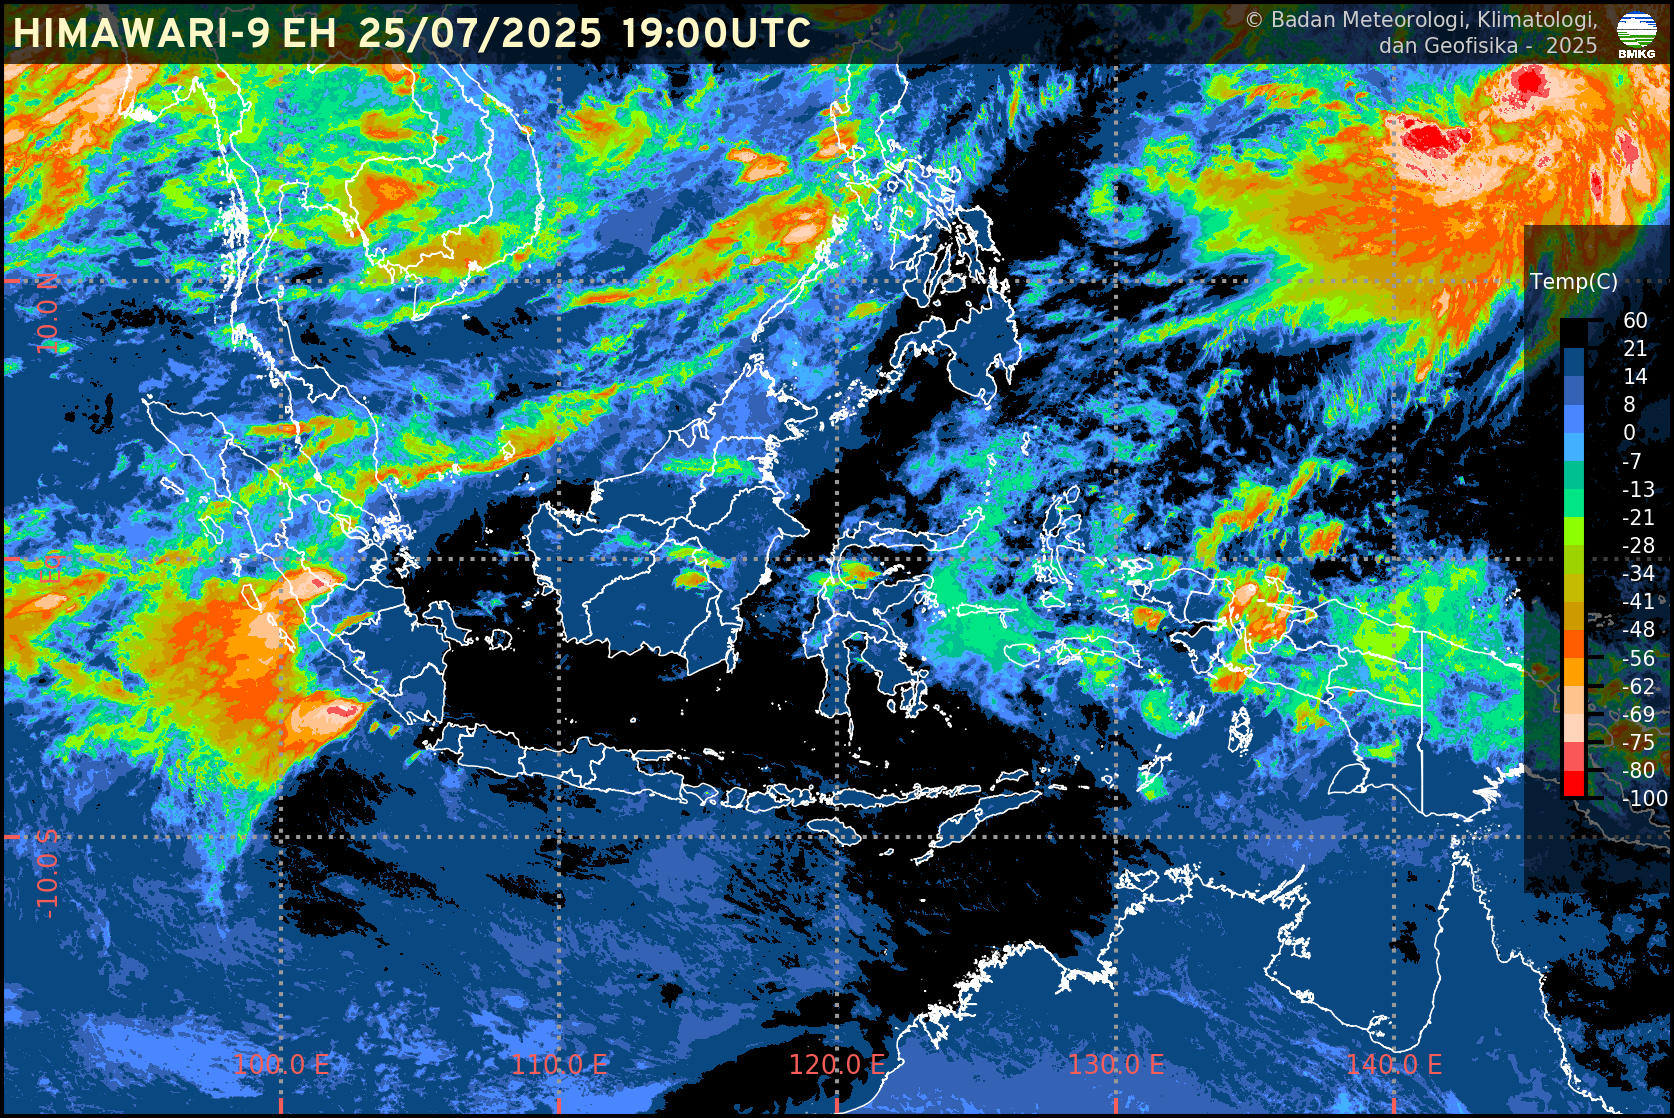 HIMAWARI-9 EH 25/07/2025 19:00UTC
© Badan Meteorologi, Klimatologi,
dan Geofisika - 2025
BMKG
Temp(C)
60
21
14
8
0
-7
-13
-21
-28
-34
-41
-48
-56
-62
-69
-75
-80
-100
10.0 N
EQ
-10.0 S
100.0 E
110.0 E
120.0 E
130.0 E
140.0 E